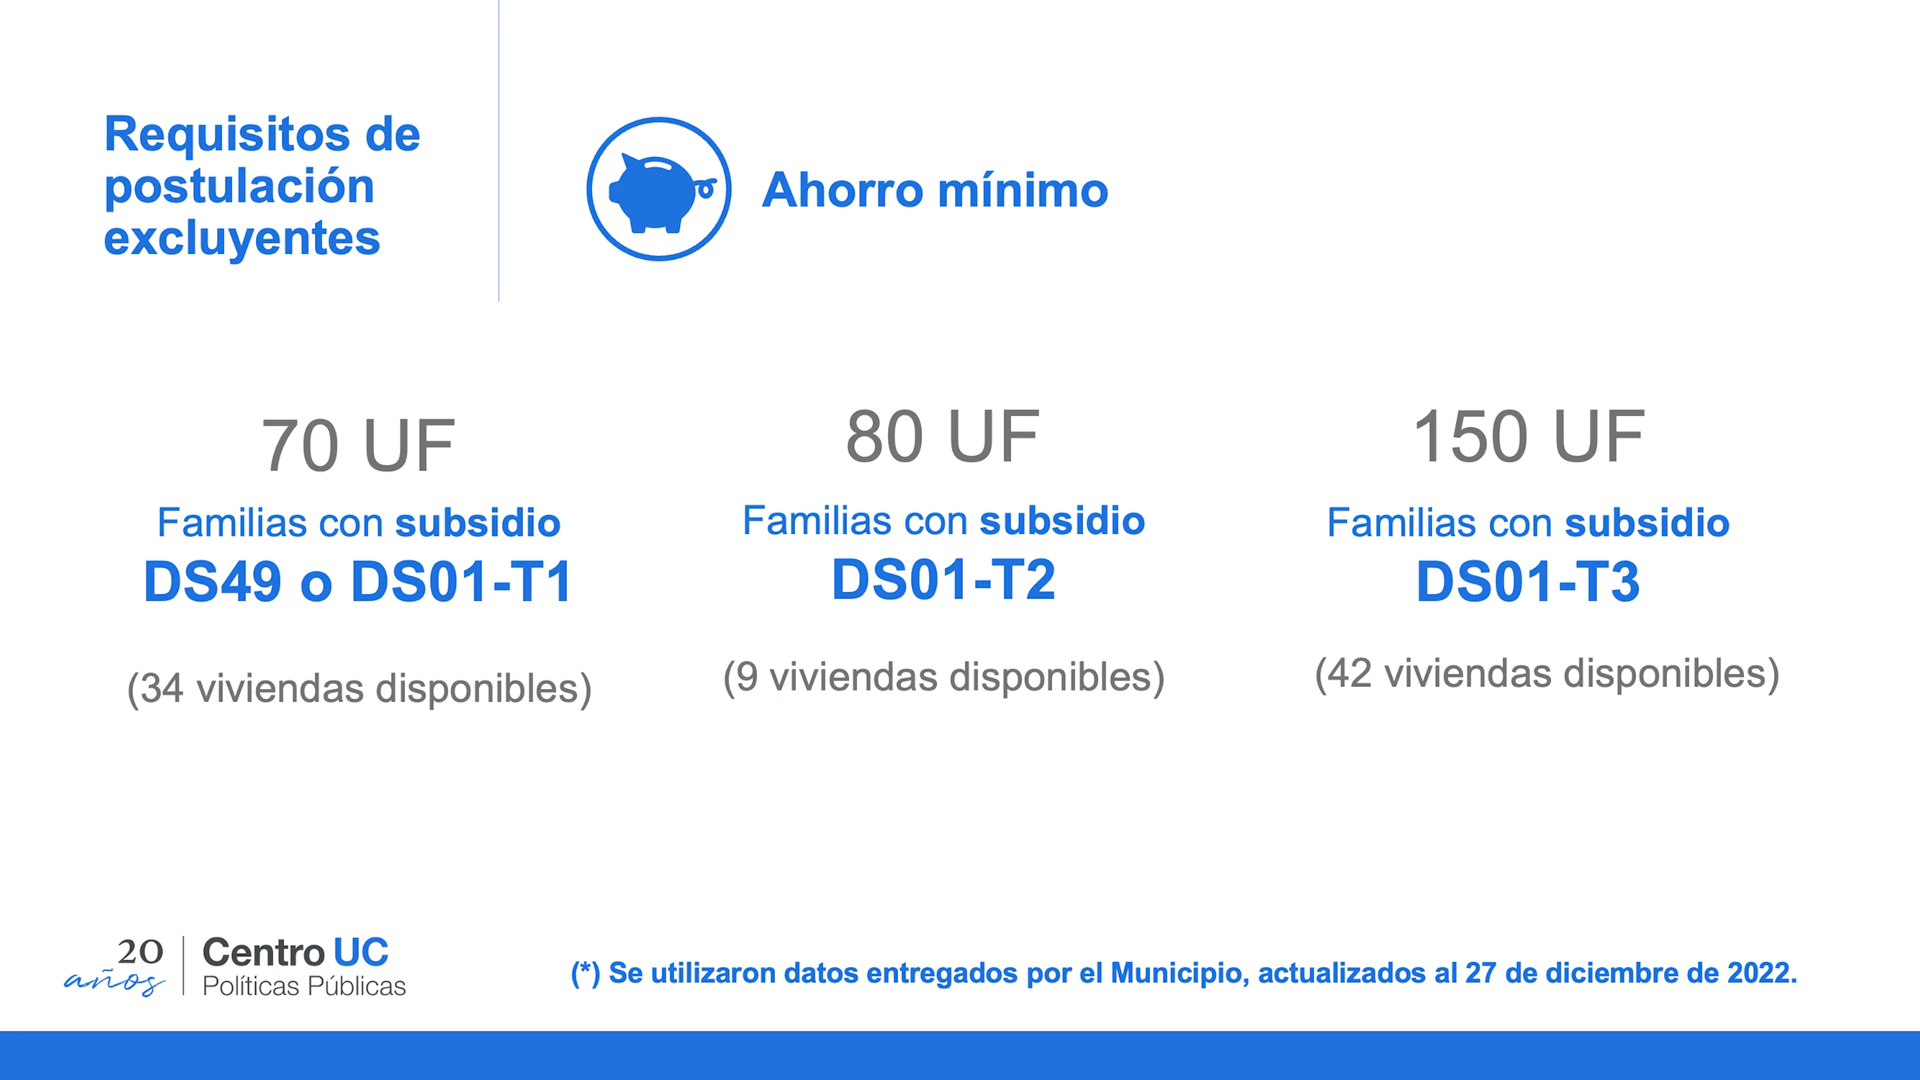 Requisitos de
postulación
excluyentes
Ahorro mínimo
70 UF
Familias con subsidio
DS49 o DS01-T1
(34 viviendas disponibles)
80 UF
Familias con subsidio
DS01-T2
(9 viviendas disponibles)
150 UF
Familias con subsidio
DS01-T3
(42 viviendas disponibles)
20
años
Centro UC
Políticas Públicas
(*) Se utilizaron datos entregados por el Municipio, actualizados al 27 de diciembre de 2022.